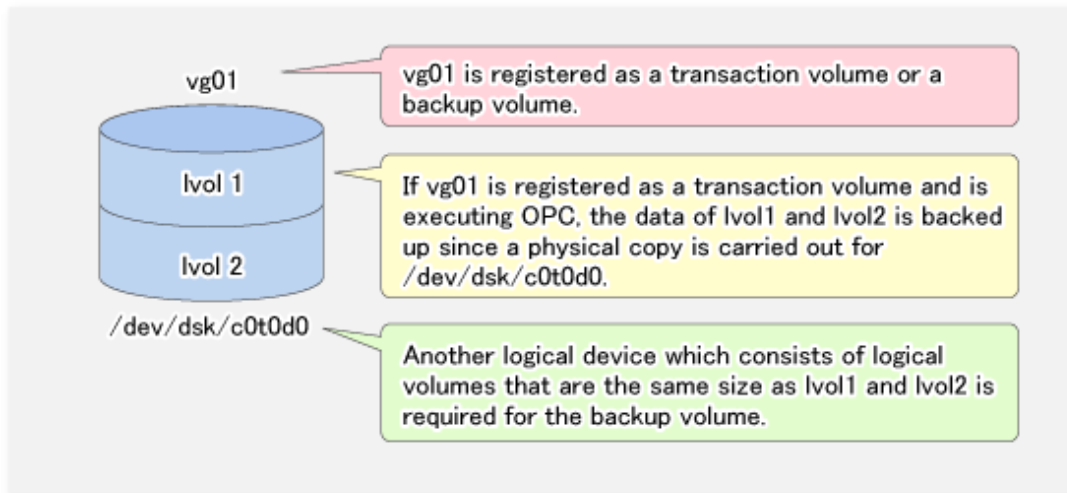 vg01
vg01 is registered as a transaction volume or a
backup volume.
lvol 1
lvol 2
If vg01 is registered as a transaction volume and is
executing OPC, the data of lvol1 and lvol2 is backed
up since a physical copy is carried out for
/dev/dsk/c0t0d0.
/dev/dsk/c0t0d0
Another logical device which consists of logical
volumes that are the same size as lvol1 and lvol2 is
required for the backup volume.